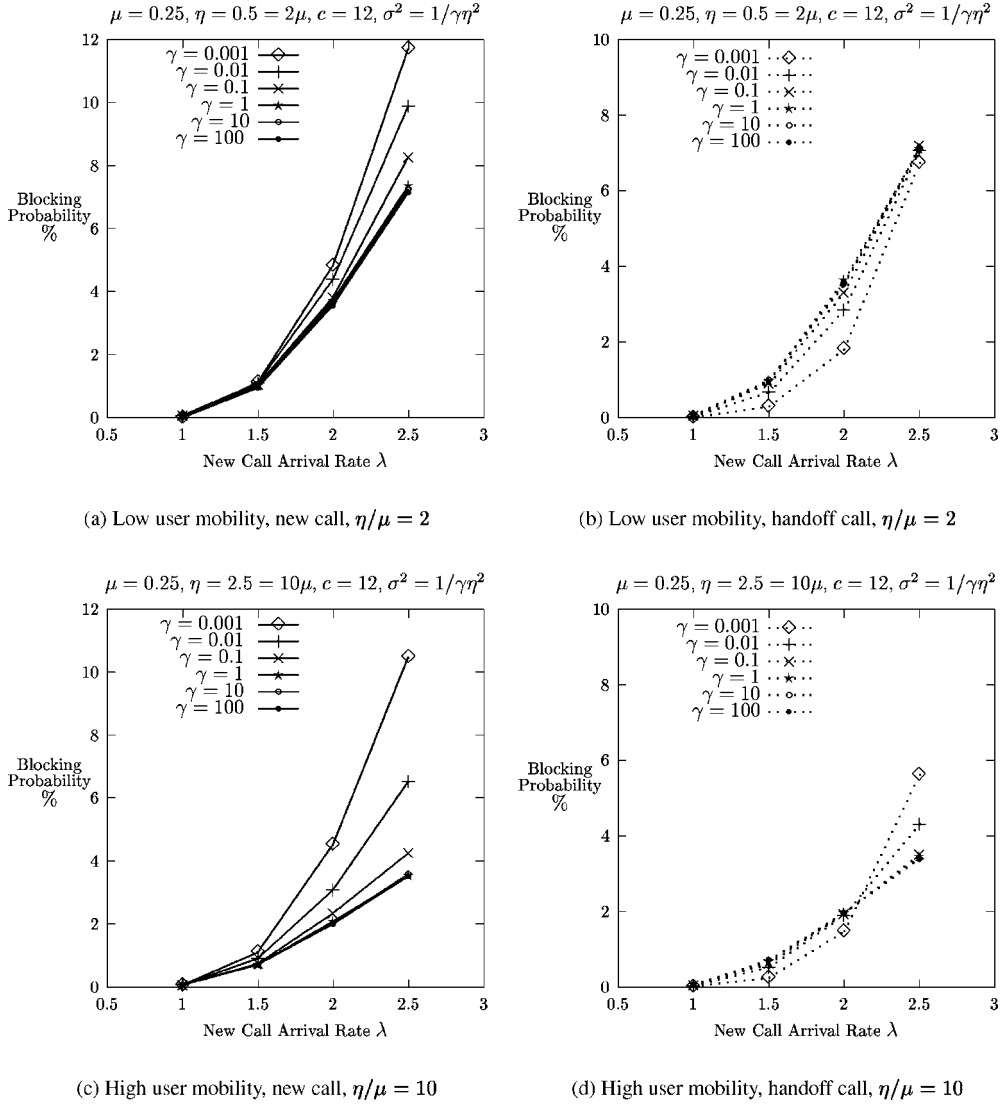 μ = 0.25, η = 0.5 = 2μ, c = 12, σ² = 1/γη²
12
10
8
6
4
2
0
0.5 1 1.5 2 2.5 3
Blocking
Probability
%
γ = 0.001
γ = 0.01
γ = 0.1
γ = 1
γ = 10
γ = 100
New Call Arrival Rate λ
(a) Low user mobility, new call, η/μ = 2
μ = 0.25, η = 0.5 = 2μ, c = 12, σ² = 1/γη²
10
8
6
4
2
0
0.5 1 1.5 2 2.5 3
Blocking
Probability
%
γ = 0.001
γ = 0.01
γ = 0.1
γ = 1
γ = 10
γ = 100
New Call Arrival Rate λ
(b) Low user mobility, handoff call, η/μ = 2
μ = 0.25, η = 2.5 = 10μ, c = 12, σ² = 1/γη²
12
10
8
6
4
2
0
0.5 1 1.5 2 2.5 3
Blocking
Probability
%
γ = 0.001
γ = 0.01
γ = 0.1
γ = 1
γ = 10
γ = 100
New Call Arrival Rate λ
(c) High user mobility, new call, η/μ = 10
μ = 0.25, η = 2.5 = 10μ, c = 12, σ² = 1/γη²
10
8
6
4
2
0
0.5 1 1.5 2 2.5 3
Blocking
Probability
%
γ = 0.001
γ = 0.01
γ = 0.1
γ = 1
γ = 10
γ = 100
New Call Arrival Rate λ
(d) High user mobility, handoff call, η/μ = 10